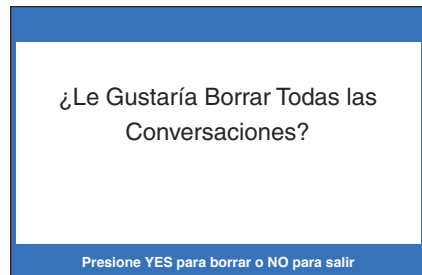 ¿Le Gustaría Borrar Todas las
Conversaciones?
Presione YES para borrar o NO para salir